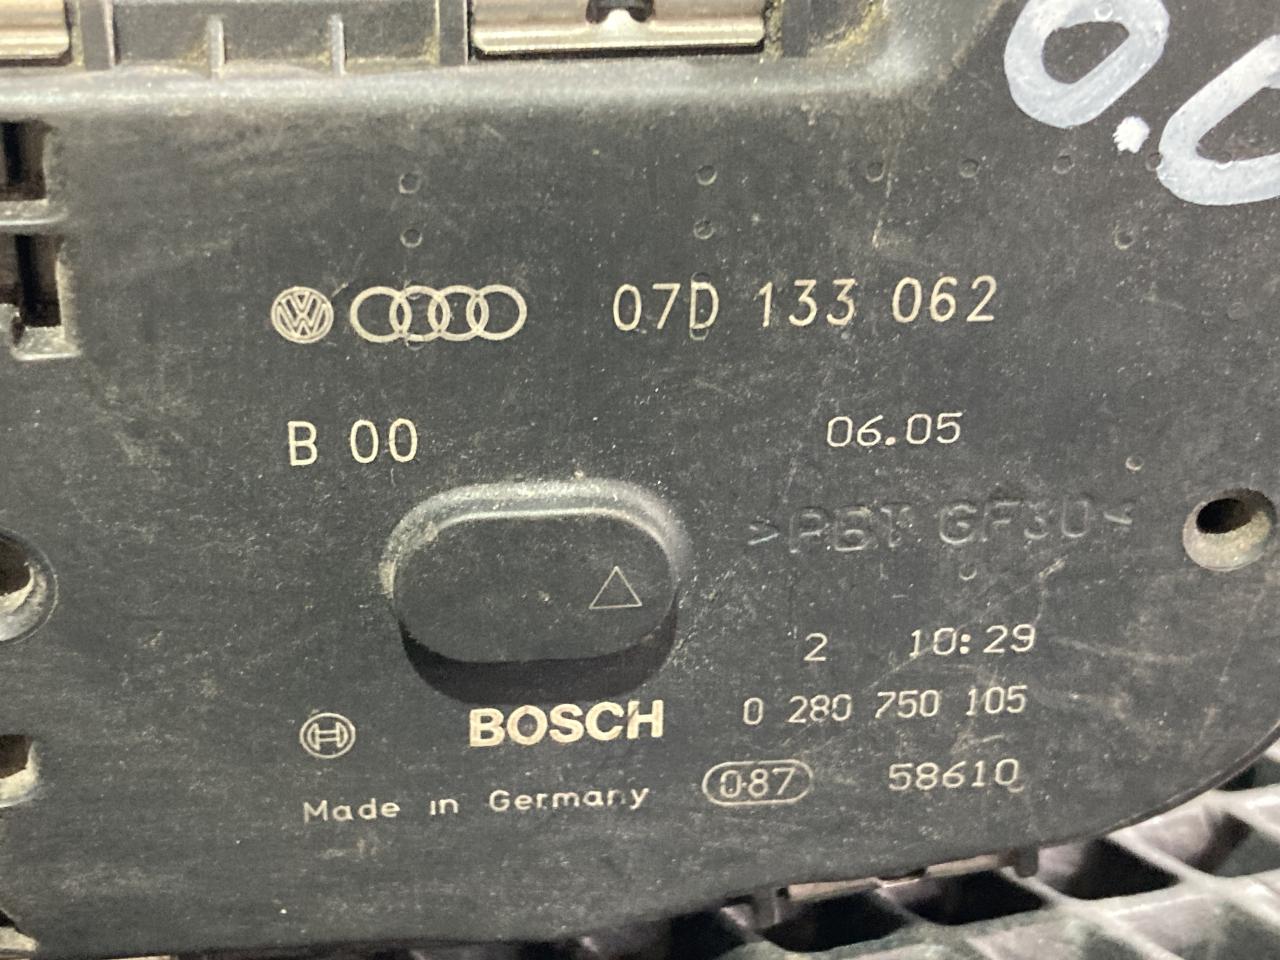 0.0
07D 133 062
B 00
06.05
>PBT GF30<
2 10:29
BOSCH
0 280 750 105
Made in Germany
087
5861Q